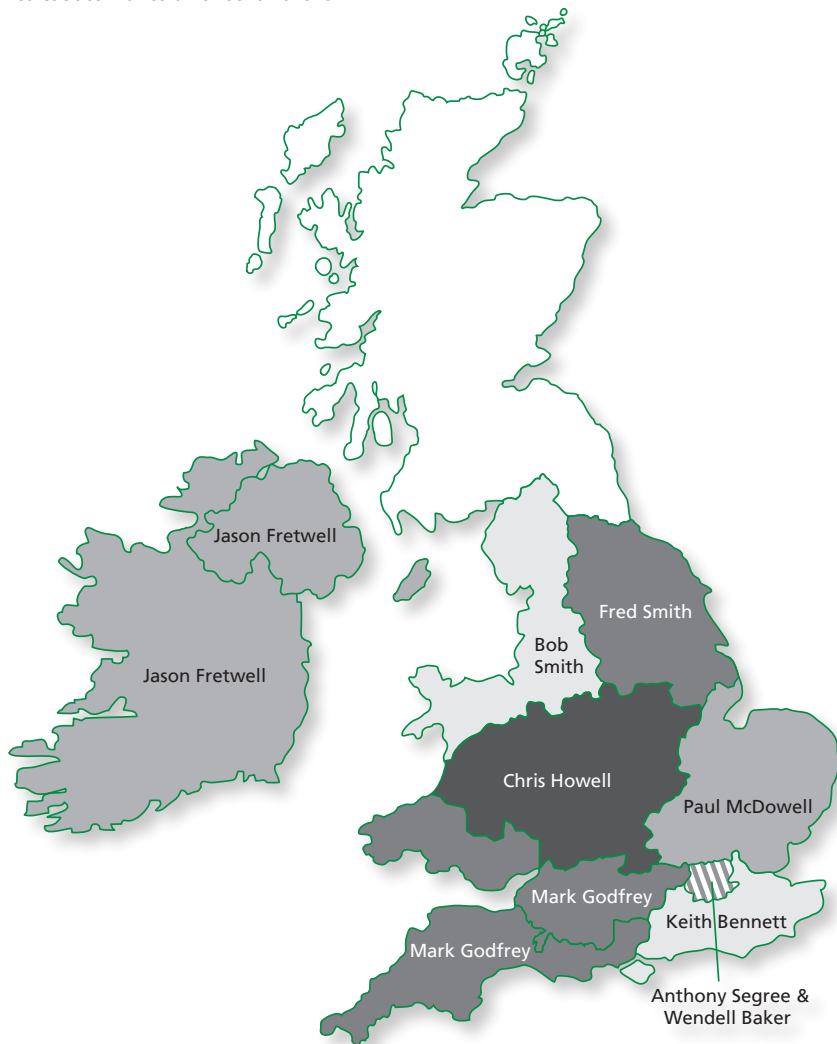 Jason Fretwell
Fred Smith
Bob
Smith
Jason Fretwell
Chris Howell
Paul McDowell
Mark Godfrey
Keith Bennett
Mark Godfrey
Anthony Segree &
Wendell Baker